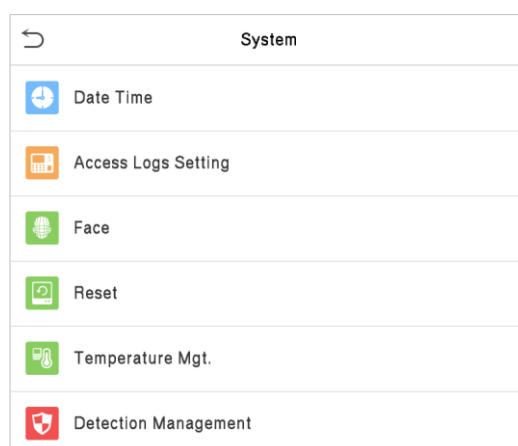 System
Date Time
Access Logs Setting
Face
Reset
Temperature Mgt.
Detection Management